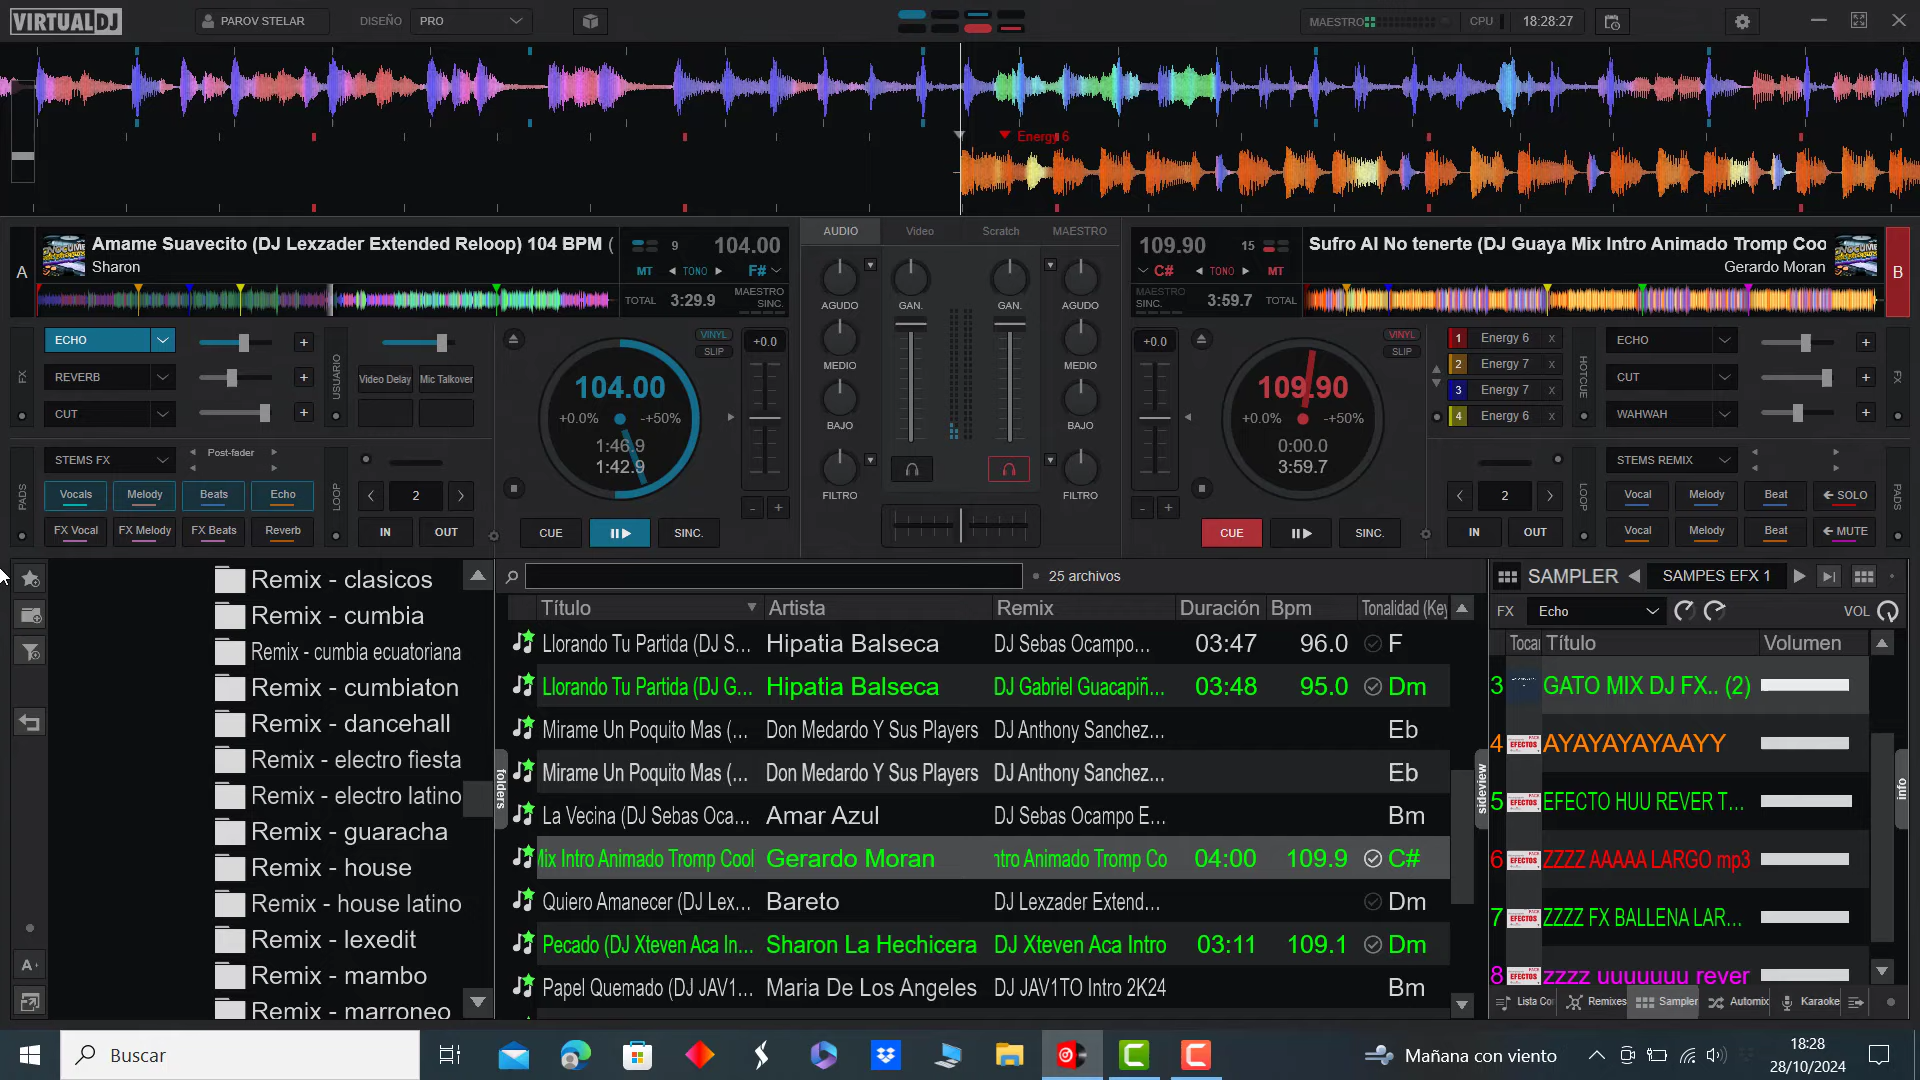 VIRTUALDJ
PAROV STELAR
DISEÑO
PRO
MAESTRO
CPU
18:28:27
Energy 6
A
Amame Suavecito (DJ Lexzader Extended Reloop) 104 BPM (
Sharon
9
104.00
MT
TONO
F#
TOTAL
3:29.9
MAESTRO
SINC.
AUDIO
Video
Scratch
MAESTRO
109.90
15
C#
TONO
MT
MAESTRO
SINC.
3:59.7
TOTAL
Sufro Al No tenerte (DJ Guaya Mix Intro Animado Tromp Coo
Gerardo Moran
B
FX
ECHO
REVERB
CUT
USUARIO
Video Delay
Mic Talkover
VINYL
SLIP
104.00
+0.0%
-+50%
1:46.9
1:42.9
+0.0
AGUDO
GAN.
GAN.
AGUDO
MEDIO
MEDIO
BAJO
BAJO
FILTRO
FILTRO
+0.0
VINYL
SLIP
109.90
+0.0%
-+50%
0:00.0
3:59.7
1 Energy 6 x
2 Energy 7 x
3 Energy 7 x
4 Energy 6 x
HOTCUE
ECHO
CUT
WAHWAH
FX
PADS
STEMS FX
Post-fader
Vocals
Melody
Beats
Echo
FX Vocal
FX Melody
FX Beats
Reverb
LOOP
2
IN
OUT
CUE
SINC.
CUE
SINC.
2
IN
OUT
LOOP
STEMS REMIX
Vocal
Melody
Beat
SOLO
Vocal
Melody
Beat
MUTE
PADS
Remix - clasicos
Remix - cumbia
Remix - cumbia ecuatoriana
Remix - cumbiaton
Remix - dancehall
Remix - electro fiesta
Remix - electro latino
Remix - guaracha
Remix - house
Remix - house latino
Remix - lexedit
Remix - mambo
Remix - marroneo
folders
25 archivos
Título
Artista
Remix
Duración
Bpm
Tonalidad (Key
Llorando Tu Partida (DJ S... Hipatia Balseca DJ Sebas Ocampo... 03:47 96.0 F
Llorando Tu Partida (DJ G... Hipatia Balseca DJ Gabriel Guacapiñ... 03:48 95.0 Dm
Mirame Un Poquito Mas (... Don Medardo Y Sus Players DJ Anthony Sanchez... Eb
Mirame Un Poquito Mas (... Don Medardo Y Sus Players DJ Anthony Sanchez... Eb
La Vecina (DJ Sebas Oca... Amar Azul DJ Sebas Ocampo E... Bm
Mix Intro Animado Tromp Cool Gerardo Moran ntro Animado Tromp Co 04:00 109.9 C#
Quiero Amanecer (DJ Lex... Bareto DJ Lexzader Extend... Dm
Pecado (DJ Xteven Aca In... Sharon La Hechicera DJ Xteven Aca Intro 03:11 109.1 Dm
Papel Quemado (DJ JAV1... Maria De Los Angeles DJ JAV1TO Intro 2K24 Bm
sideview
SAMPLER
SAMPES EFX 1
FX
Echo
VOL
Tocar
Título
Volumen
3 GATO MIX DJ FX.. (2)
4 EFECTOS AYAYAYAYAAYY
5 EFECTOS EFECTO HUU REVER T...
6 EFECTOS ZZZZ AAAAA LARGO mp3
7 EFECTOS ZZZZ FX BALLENA LAR...
8 EFECTOS zzzz uuuuuuu rever
info
Lista Co
Remixes
Sampler
Automix
Karaoke
A+
Buscar
Mañana con viento
18:28
28/10/2024